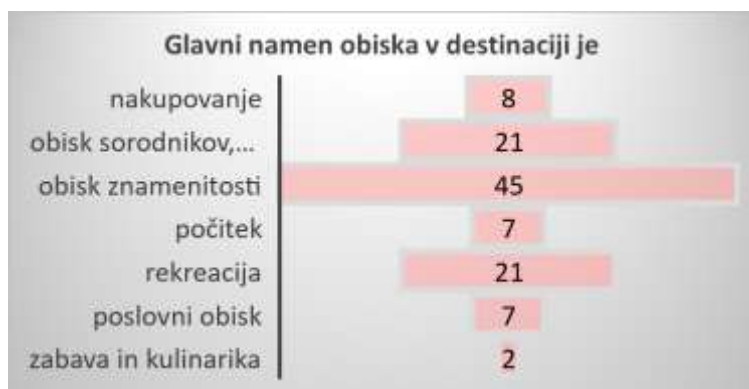 Glavni namen obiska v destinaciji je
nakupovanje 8
obisk sorodnikov,... 21
obisk znamenitosti 45
počitek 7
rekreacija 21
poslovni obisk 7
zabava in kulinarika 2